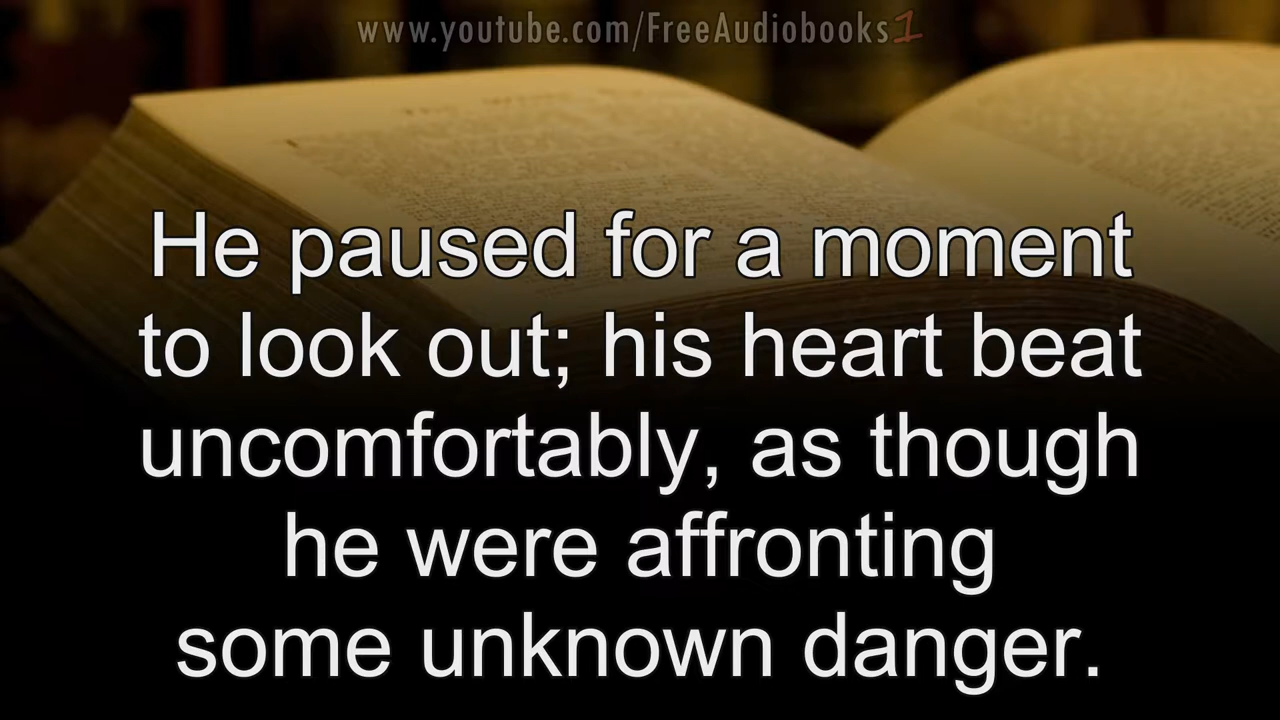 www.youtube.com/FreeAudiobooks1
He paused for a moment
to look out; his heart beat
uncomfortably, as though
he were affronting
some unknown danger.